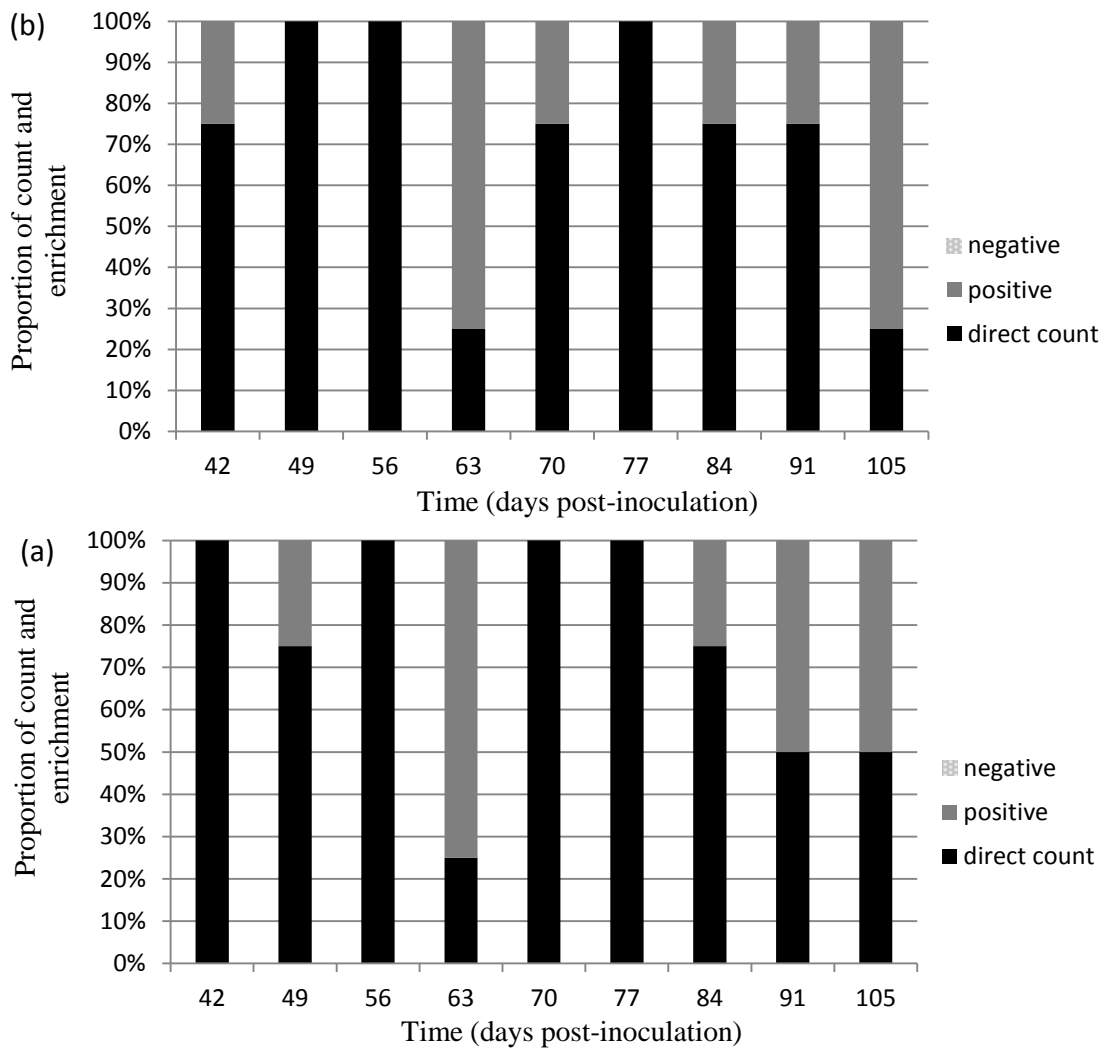 (b)
Proportion of count and
enrichment
100%
90%
80%
70%
60%
50%
40%
30%
20%
10%
0%
42 49 56 63 70 77 84 91 105
Time (days post-inoculation)
negative
positive
direct count
(a)
Proportion of count and
enrichment
100%
90%
80%
70%
60%
50%
40%
30%
20%
10%
0%
42 49 56 63 70 77 84 91 105
Time (days post-inoculation)
negative
positive
direct count